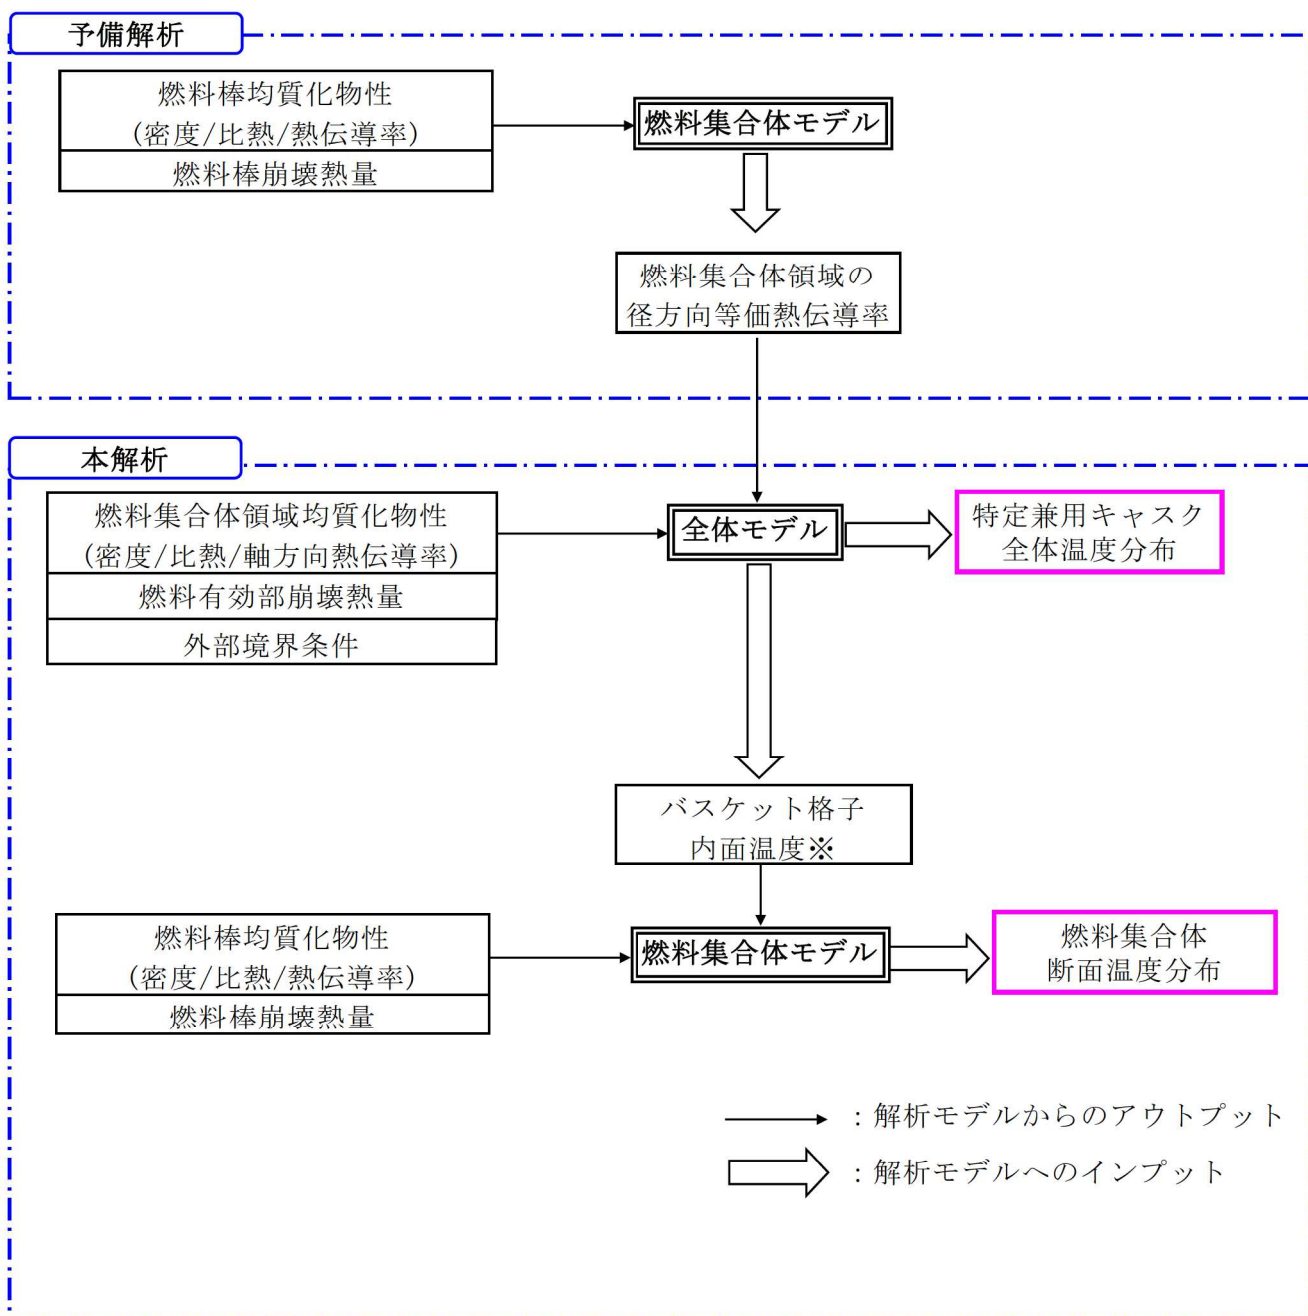 予備解析
燃料棒均質化物性
(密度/比熱/熱伝導率)
燃料棒崩壊熱量
燃料集合体モデル
燃料集合体領域の
径方向等価熱伝導率
本解析
燃料集合体領域均質化物性
(密度/比熱/軸方向熱伝導率)
燃料有効部崩壊熱量
外部境界条件
全体モデル
特定兼用キャスク
全体温度分布
バスケット格子
内面温度※
燃料棒均質化物性
(密度/比熱/熱伝導率)
燃料棒崩壊熱量
燃料集合体モデル
燃料集合体
断面温度分布
：解析モデルからのアウトプット
：解析モデルへのインプット